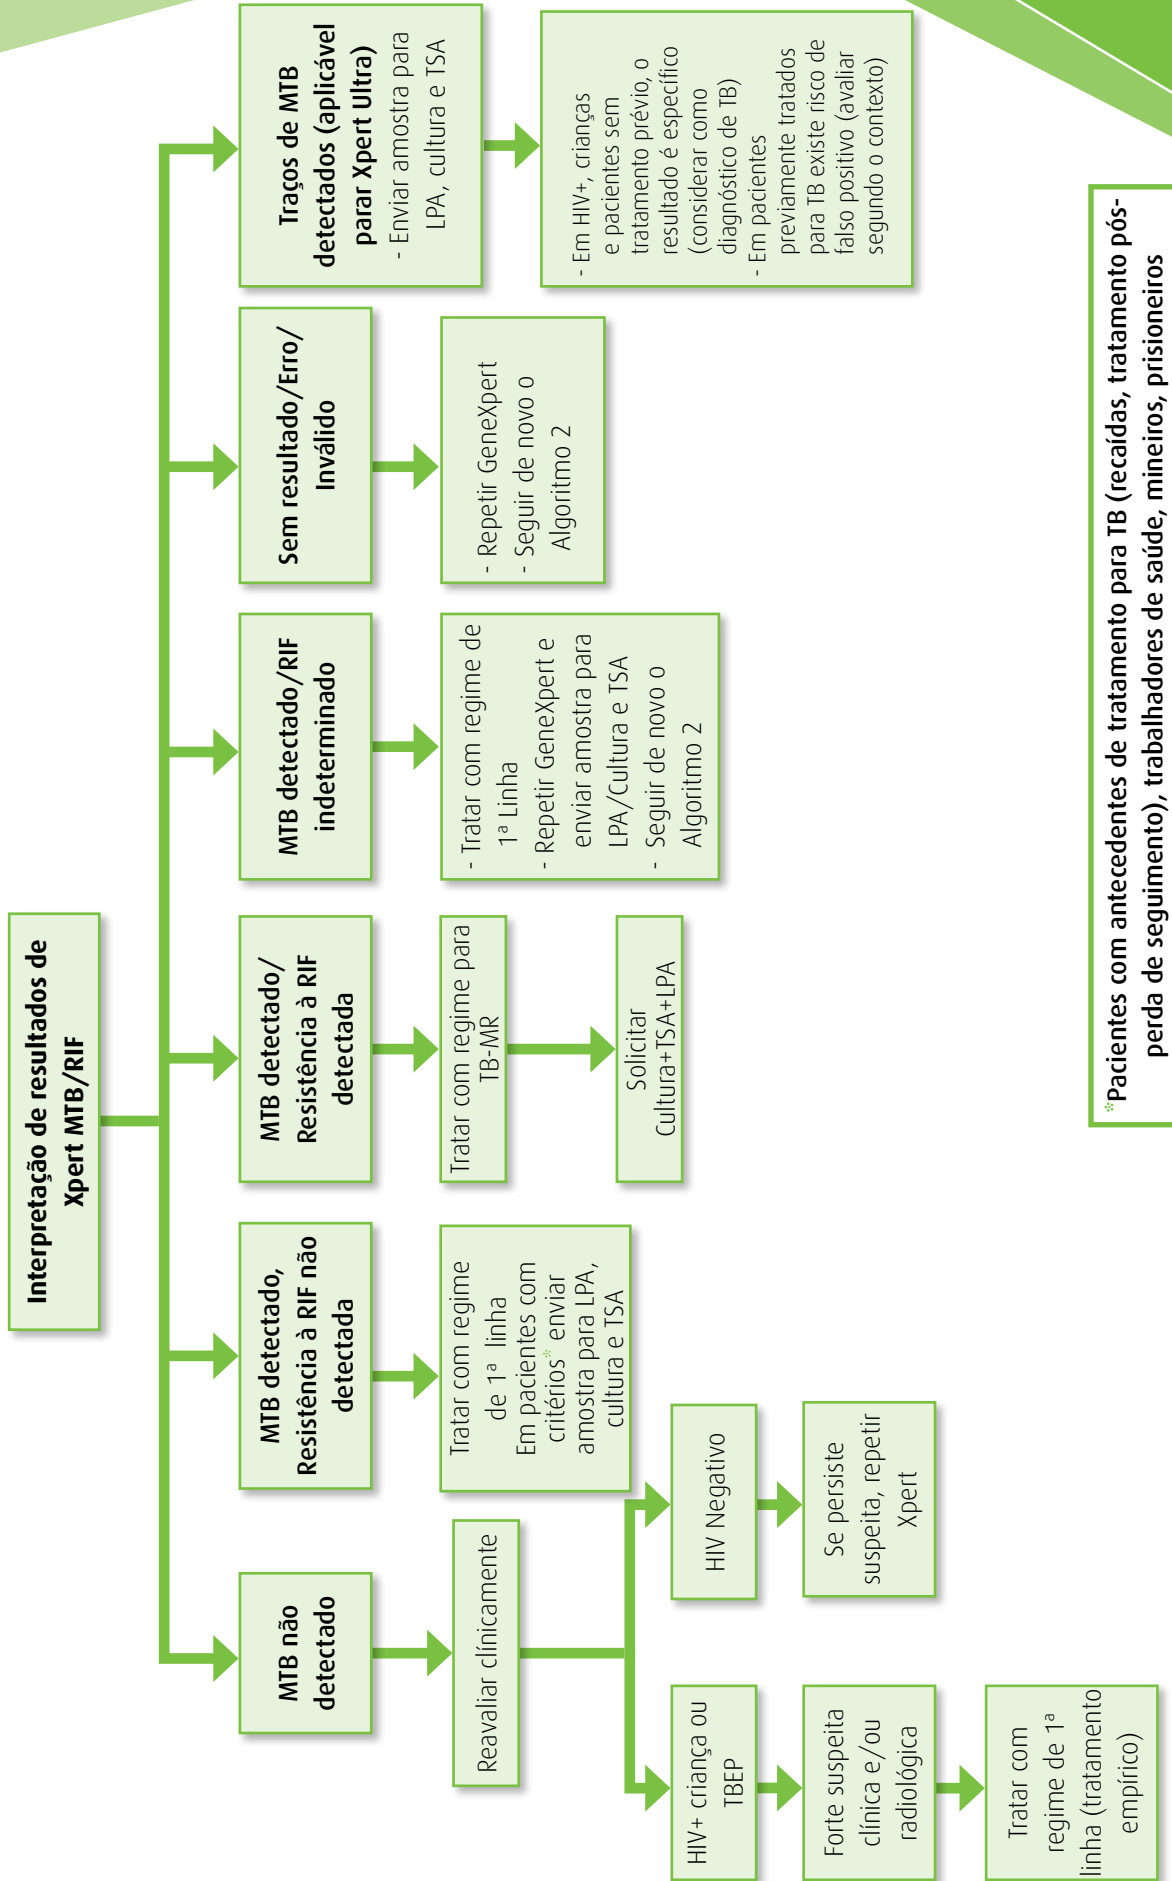 Interpretação de resultados de
Xpert MTB/RIF
MTB não
detectado
Reavaliar clínicamente
HIV+ criança ou
TBEP
Forte suspeita
clínica e/ou
radiológica
Tratar com
regime de 1ª
linha (tratamento
empírico)
HIV Negativo
Se persiste
suspeita, repetir
Xpert
MTB detectado,
Resistência à RIF não
detectada
Tratar com regime
de 1ª linha
Em pacientes com
critérios* enviar
amostra para LPA,
cultura e TSA
MTB detectado/
Resistência à RIF
detectada
Tratar com regime para
TB-MR
Solicitar
Cultura+TSA+LPA
MTB detectado/RIF
indeterminado
- Tratar com regime de
1ª Linha
- Repetir GeneXpert e
enviar amostra para
LPA/Cultura e TSA
- Seguir de novo o
Algoritmo 2
Sem resultado/Erro/
Inválido
- Repetir GeneXpert
- Seguir de novo o
Algoritmo 2
Traços de MTB
detectados (aplicável
parar Xpert Ultra)
- Enviar amostra para
LPA, cultura e TSA
- Em HIV+, crianças
e pacientes sem
tratamento prévio, o
resultado é específico
(considerar como
diagnóstico de TB)
- Em pacientes
previamente tratados
para TB existe risco de
falso positivo (avaliar
segundo o contexto)
*Pacientes com antecedentes de tratamento para TB (recaídas, tratamento pós-
perda de seguimento), trabalhadores de saúde, mineiros, prisioneiros